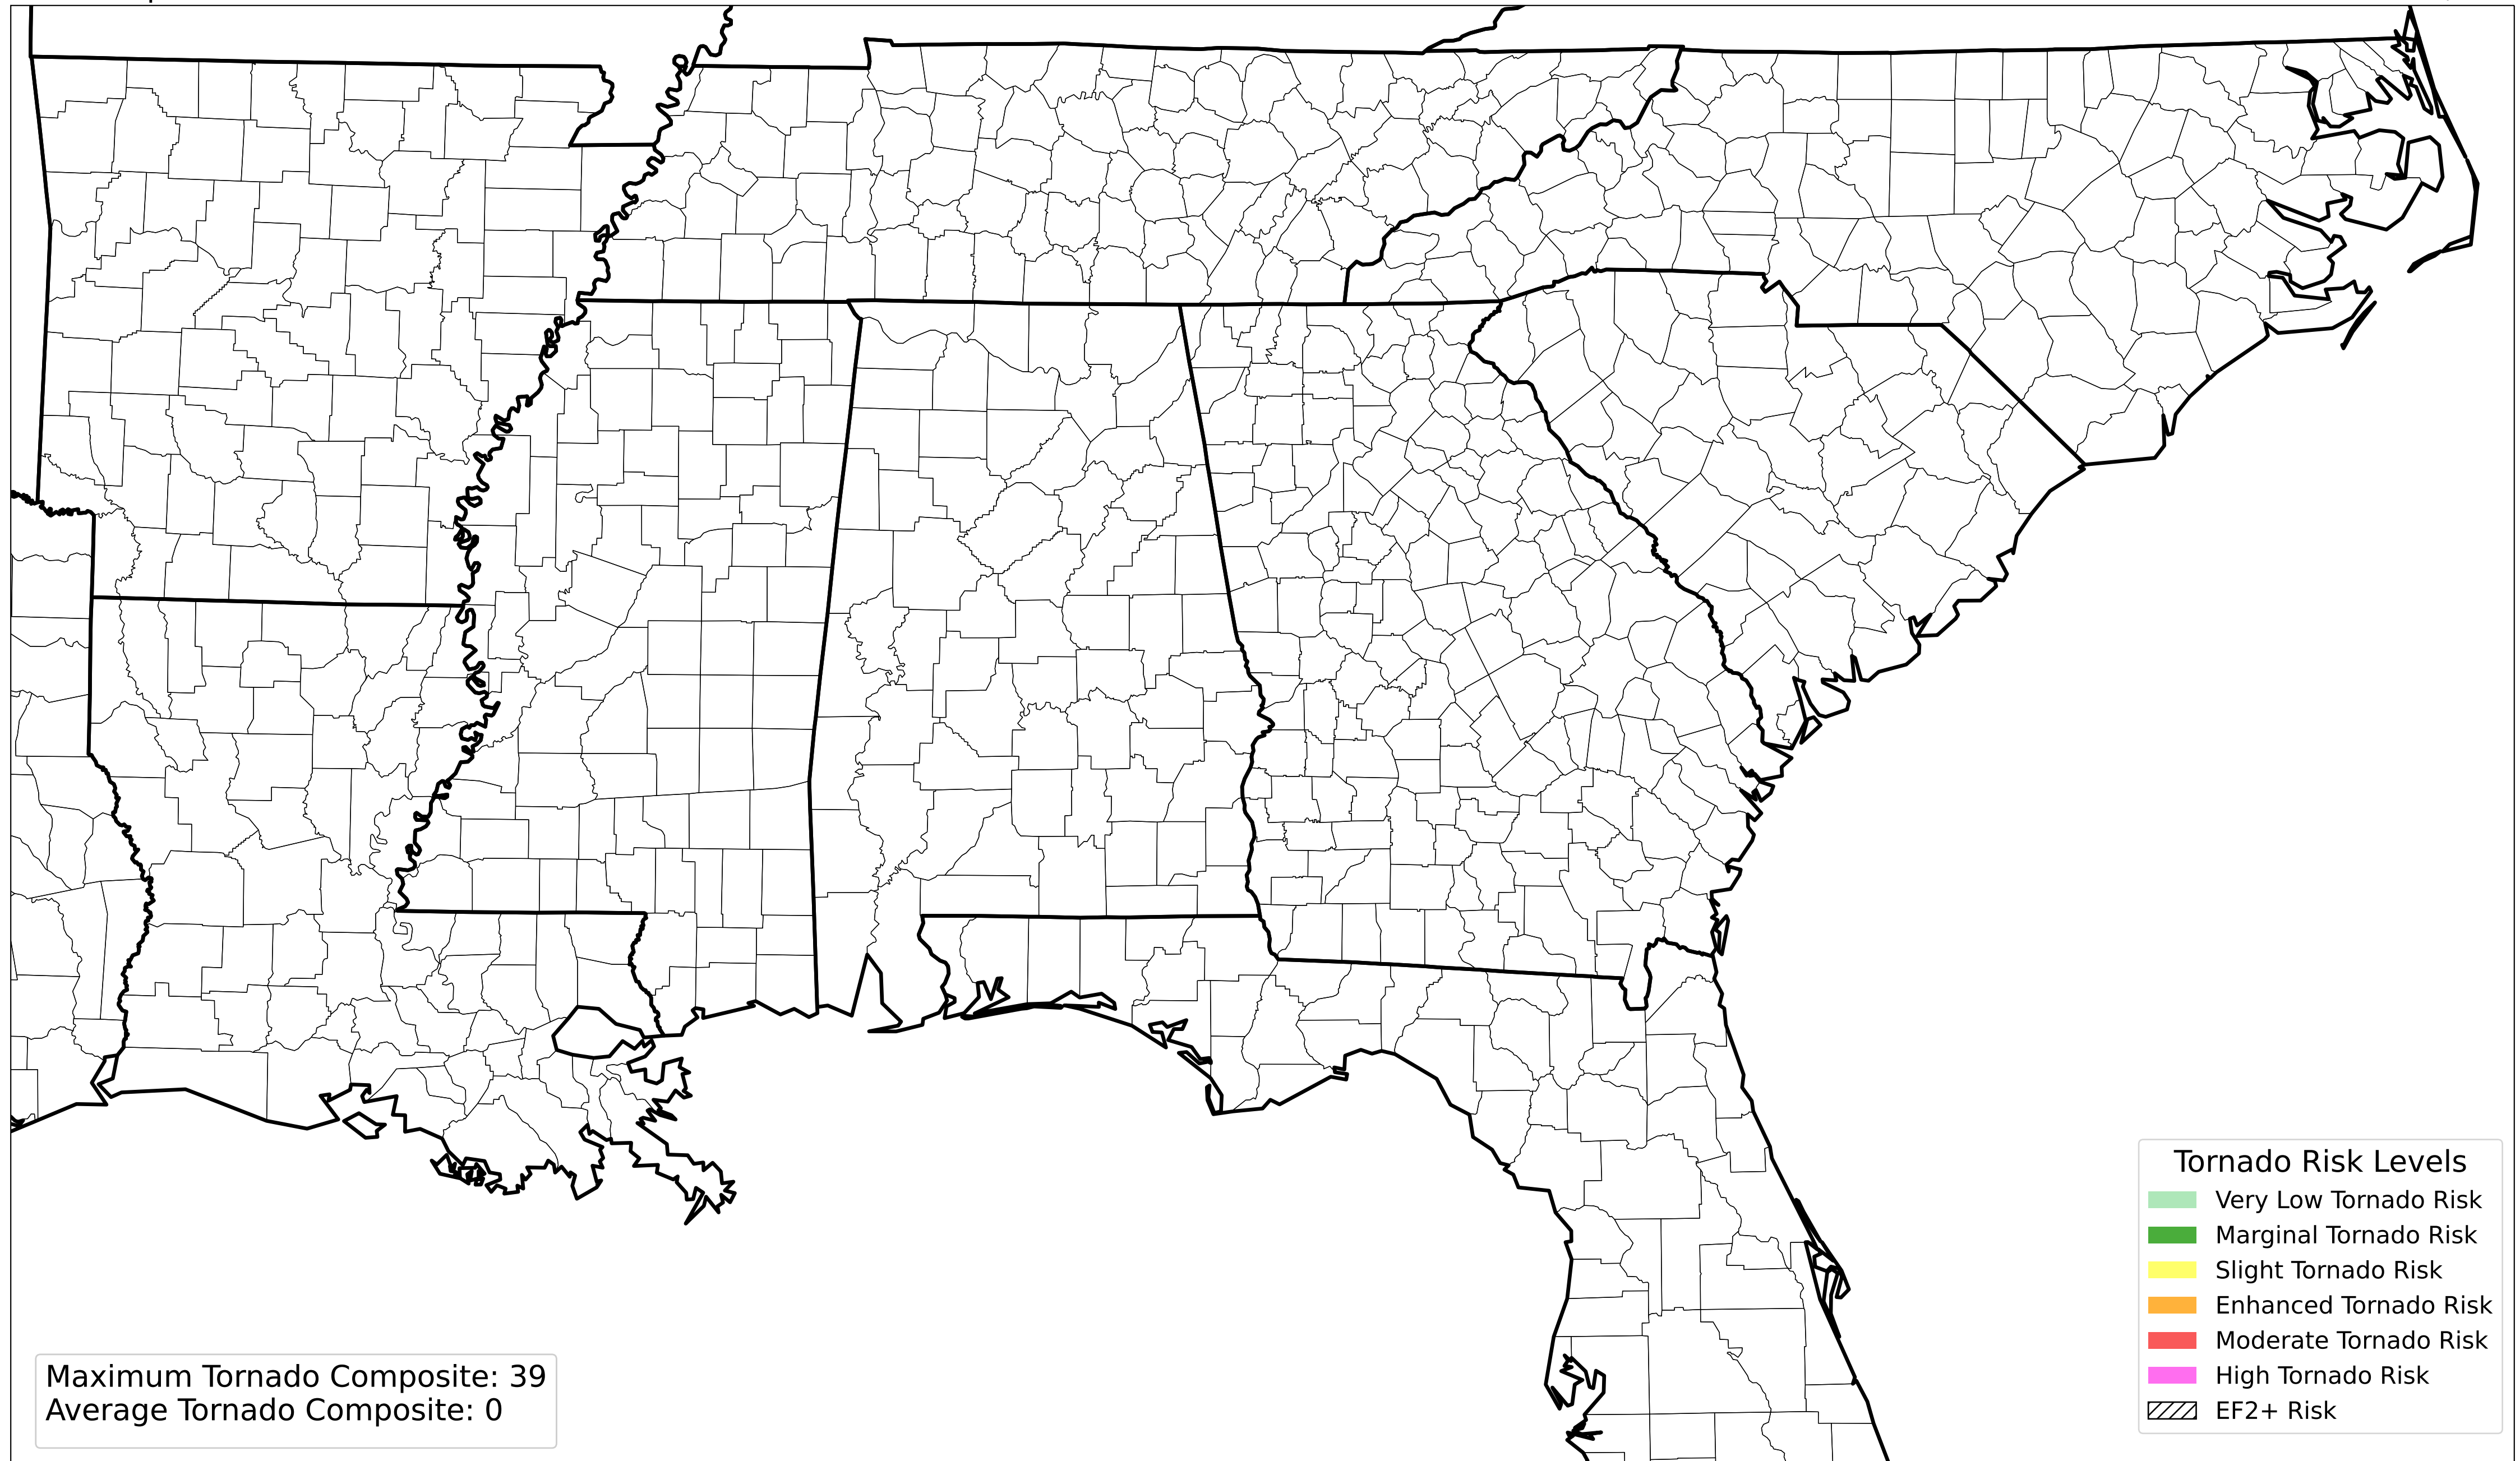 Tornado Risk Levels
Very Low Tornado Risk
Marginal Tornado Risk
Slight Tornado Risk
Enhanced Tornado Risk
Moderate Tornado Risk
High Tornado Risk
EF2+ Risk
Maximum Tornado Composite: 39
Average Tornado Composite: 0